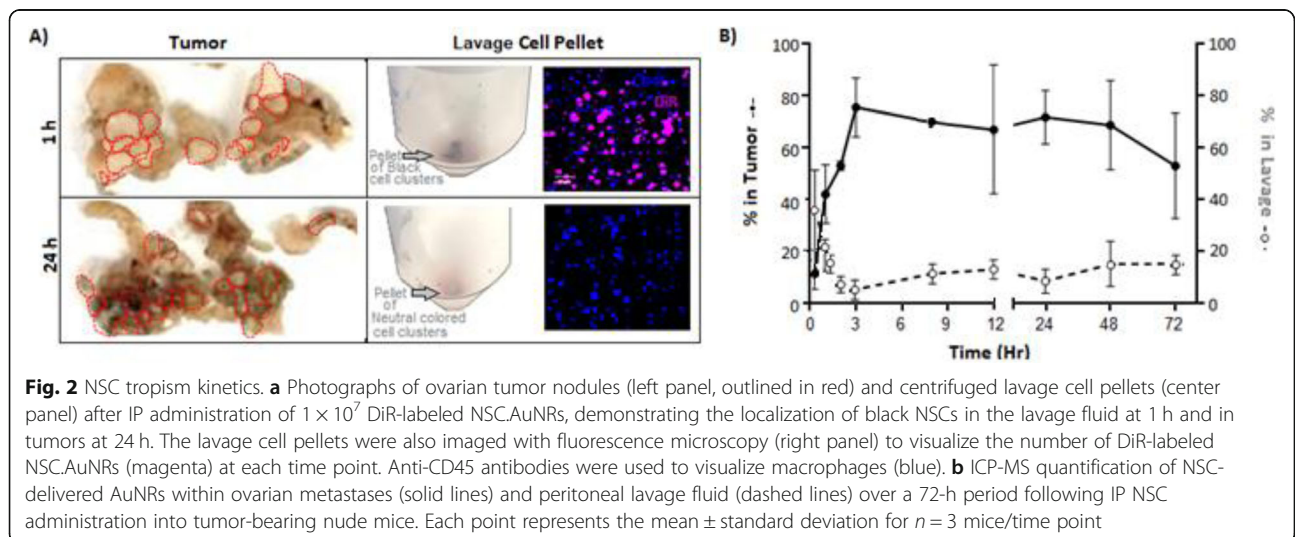 A)
Tumor
Lavage Cell Pellet
1 h
Pellet
of Black
cell clusters
DiR
24 h
Pellet
of
Neutral colored
cell clusters
B)
100
80
60
40
20
0
% in Tumor
100
80
60
40
20
0
% in Lavage
0 3 6 9 12 24 48 72
Time (Hr)
Fig. 2 NSC tropism kinetics. a Photographs of ovarian tumor nodules (left panel, outlined in red) and centrifuged lavage cell pellets (center
panel) after IP administration of 1 × 10⁷ DiR-labeled NSC.AuNRs, demonstrating the localization of black NSCs in the lavage fluid at 1 h and in
tumors at 24 h. The lavage cell pellets were also imaged with fluorescence microscopy (right panel) to visualize the number of DiR-labeled
NSC.AuNRs (magenta) at each time point. Anti-CD45 antibodies were used to visualize macrophages (blue). b ICP-MS quantification of NSC-
delivered AuNRs within ovarian metastases (solid lines) and peritoneal lavage fluid (dashed lines) over a 72-h period following IP NSC
administration into tumor-bearing nude mice. Each point represents the mean ± standard deviation for n = 3 mice/time point